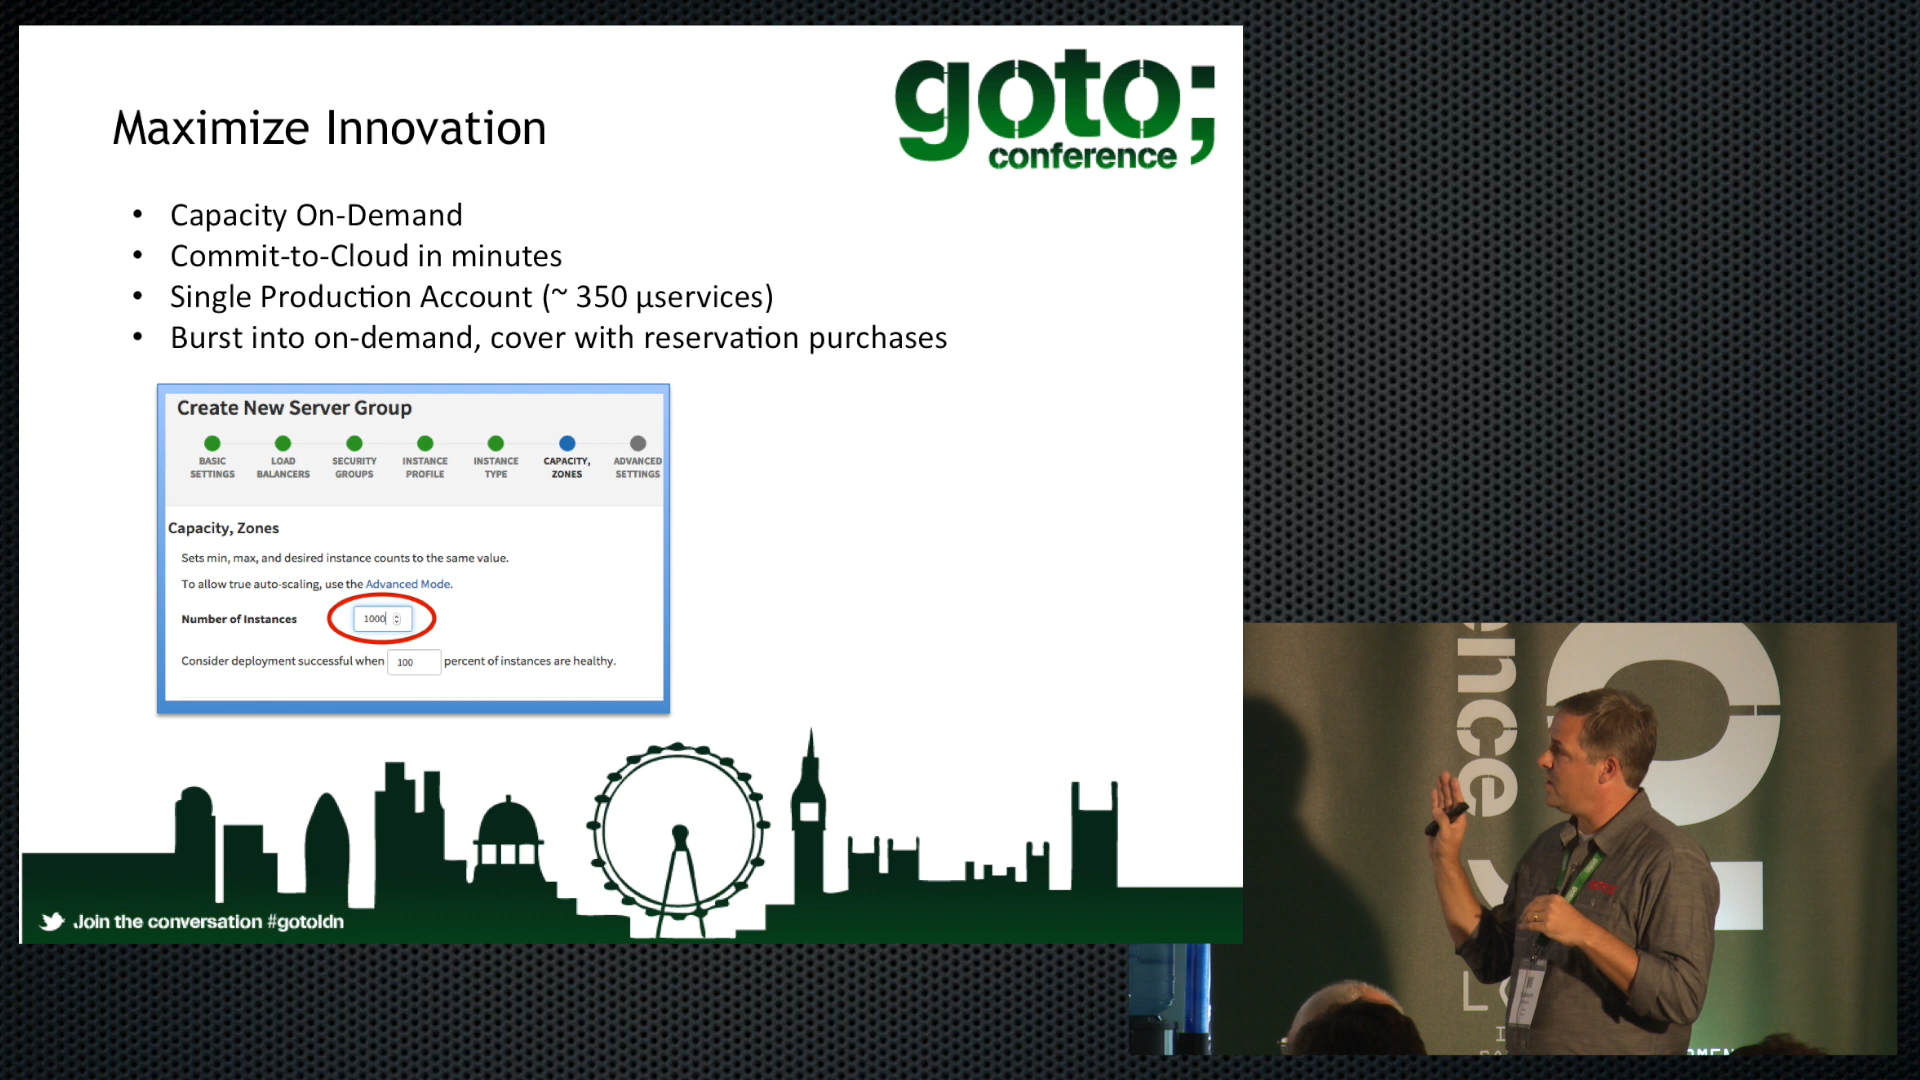 goto;
conference
Maximize Innovation
• Capacity On-Demand
• Commit-to-Cloud in minutes
• Single Production Account (~ 350 µservices)
• Burst into on-demand, cover with reservation purchases
Create New Server Group
BASIC SETTINGS
LOAD BALANCERS
SECURITY GROUPS
INSTANCE PROFILE
INSTANCE TYPE
CAPACITY, ZONES
ADVANCED SETTINGS
Capacity, Zones
Sets min, max, and desired instance counts to the same value.
To allow true auto-scaling, use the Advanced Mode.
Number of Instances 1000
Consider deployment successful when 100 percent of instances are healthy.
Join the conversation #gotoldn
ence